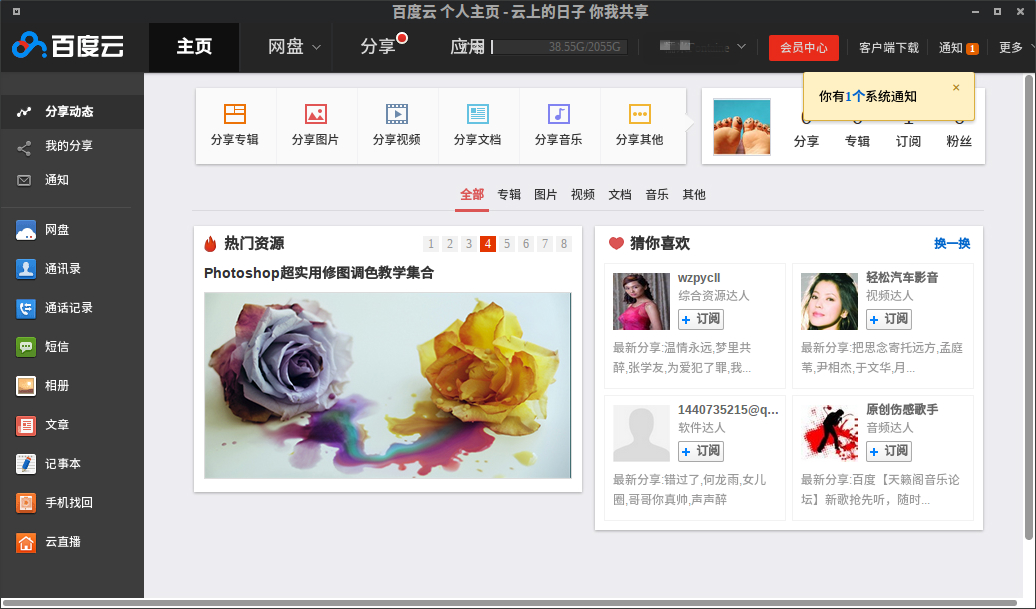 百度云 个人主页 - 云上的日子 你我共享
百度云
主页
网盘
分享
应用
38.55G/2055G
会员中心
客户端下载
通知 1
更多
分享动态
我的分享
通知
网盘
通讯录
通话记录
短信
相册
文章
记事本
手机找回
云直播
分享专辑
分享图片
分享视频
分享文档
分享音乐
分享其他
你有1个系统通知
×
分享
专辑
订阅
粉丝
全部 专辑 图片 视频 文档 音乐 其他
热门资源
1 2 3 4 5 6 7 8
Photoshop超实用修图调色教学集合
猜你喜欢
换一换
wzpycll
综合资源达人
+ 订阅
最新分享:温情永远,梦里共
醉,张学友,为爱犯了罪,我...
轻松汽车影音
视频达人
+ 订阅
最新分享:把思念寄托远方,孟庭
苇,尹相杰,于文华,月...
1440735215@q...
软件达人
+ 订阅
最新分享:错过了,何龙雨,女儿
圈,哥哥你真帅,声声醉
原创伤感歌手
音频达人
+ 订阅
最新分享:百度【天籁阁音乐论
坛】新歌抢先听，随时...